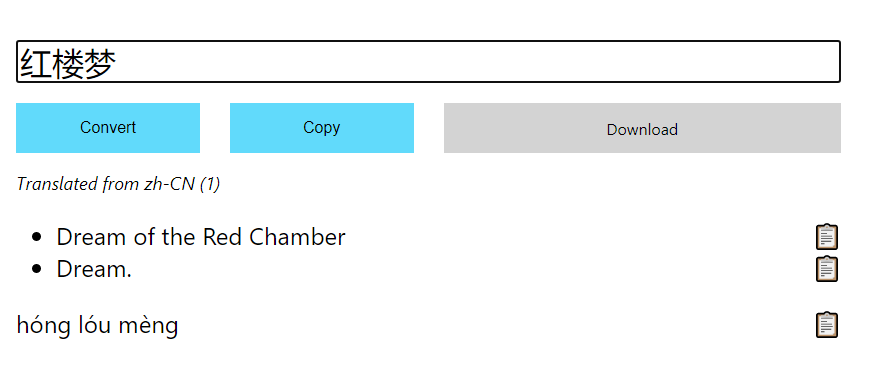 红楼梦
Convert Copy Download
Translated from zh-CN (1)
Dream of the Red Chamber
Dream.
hóng lóu mèng